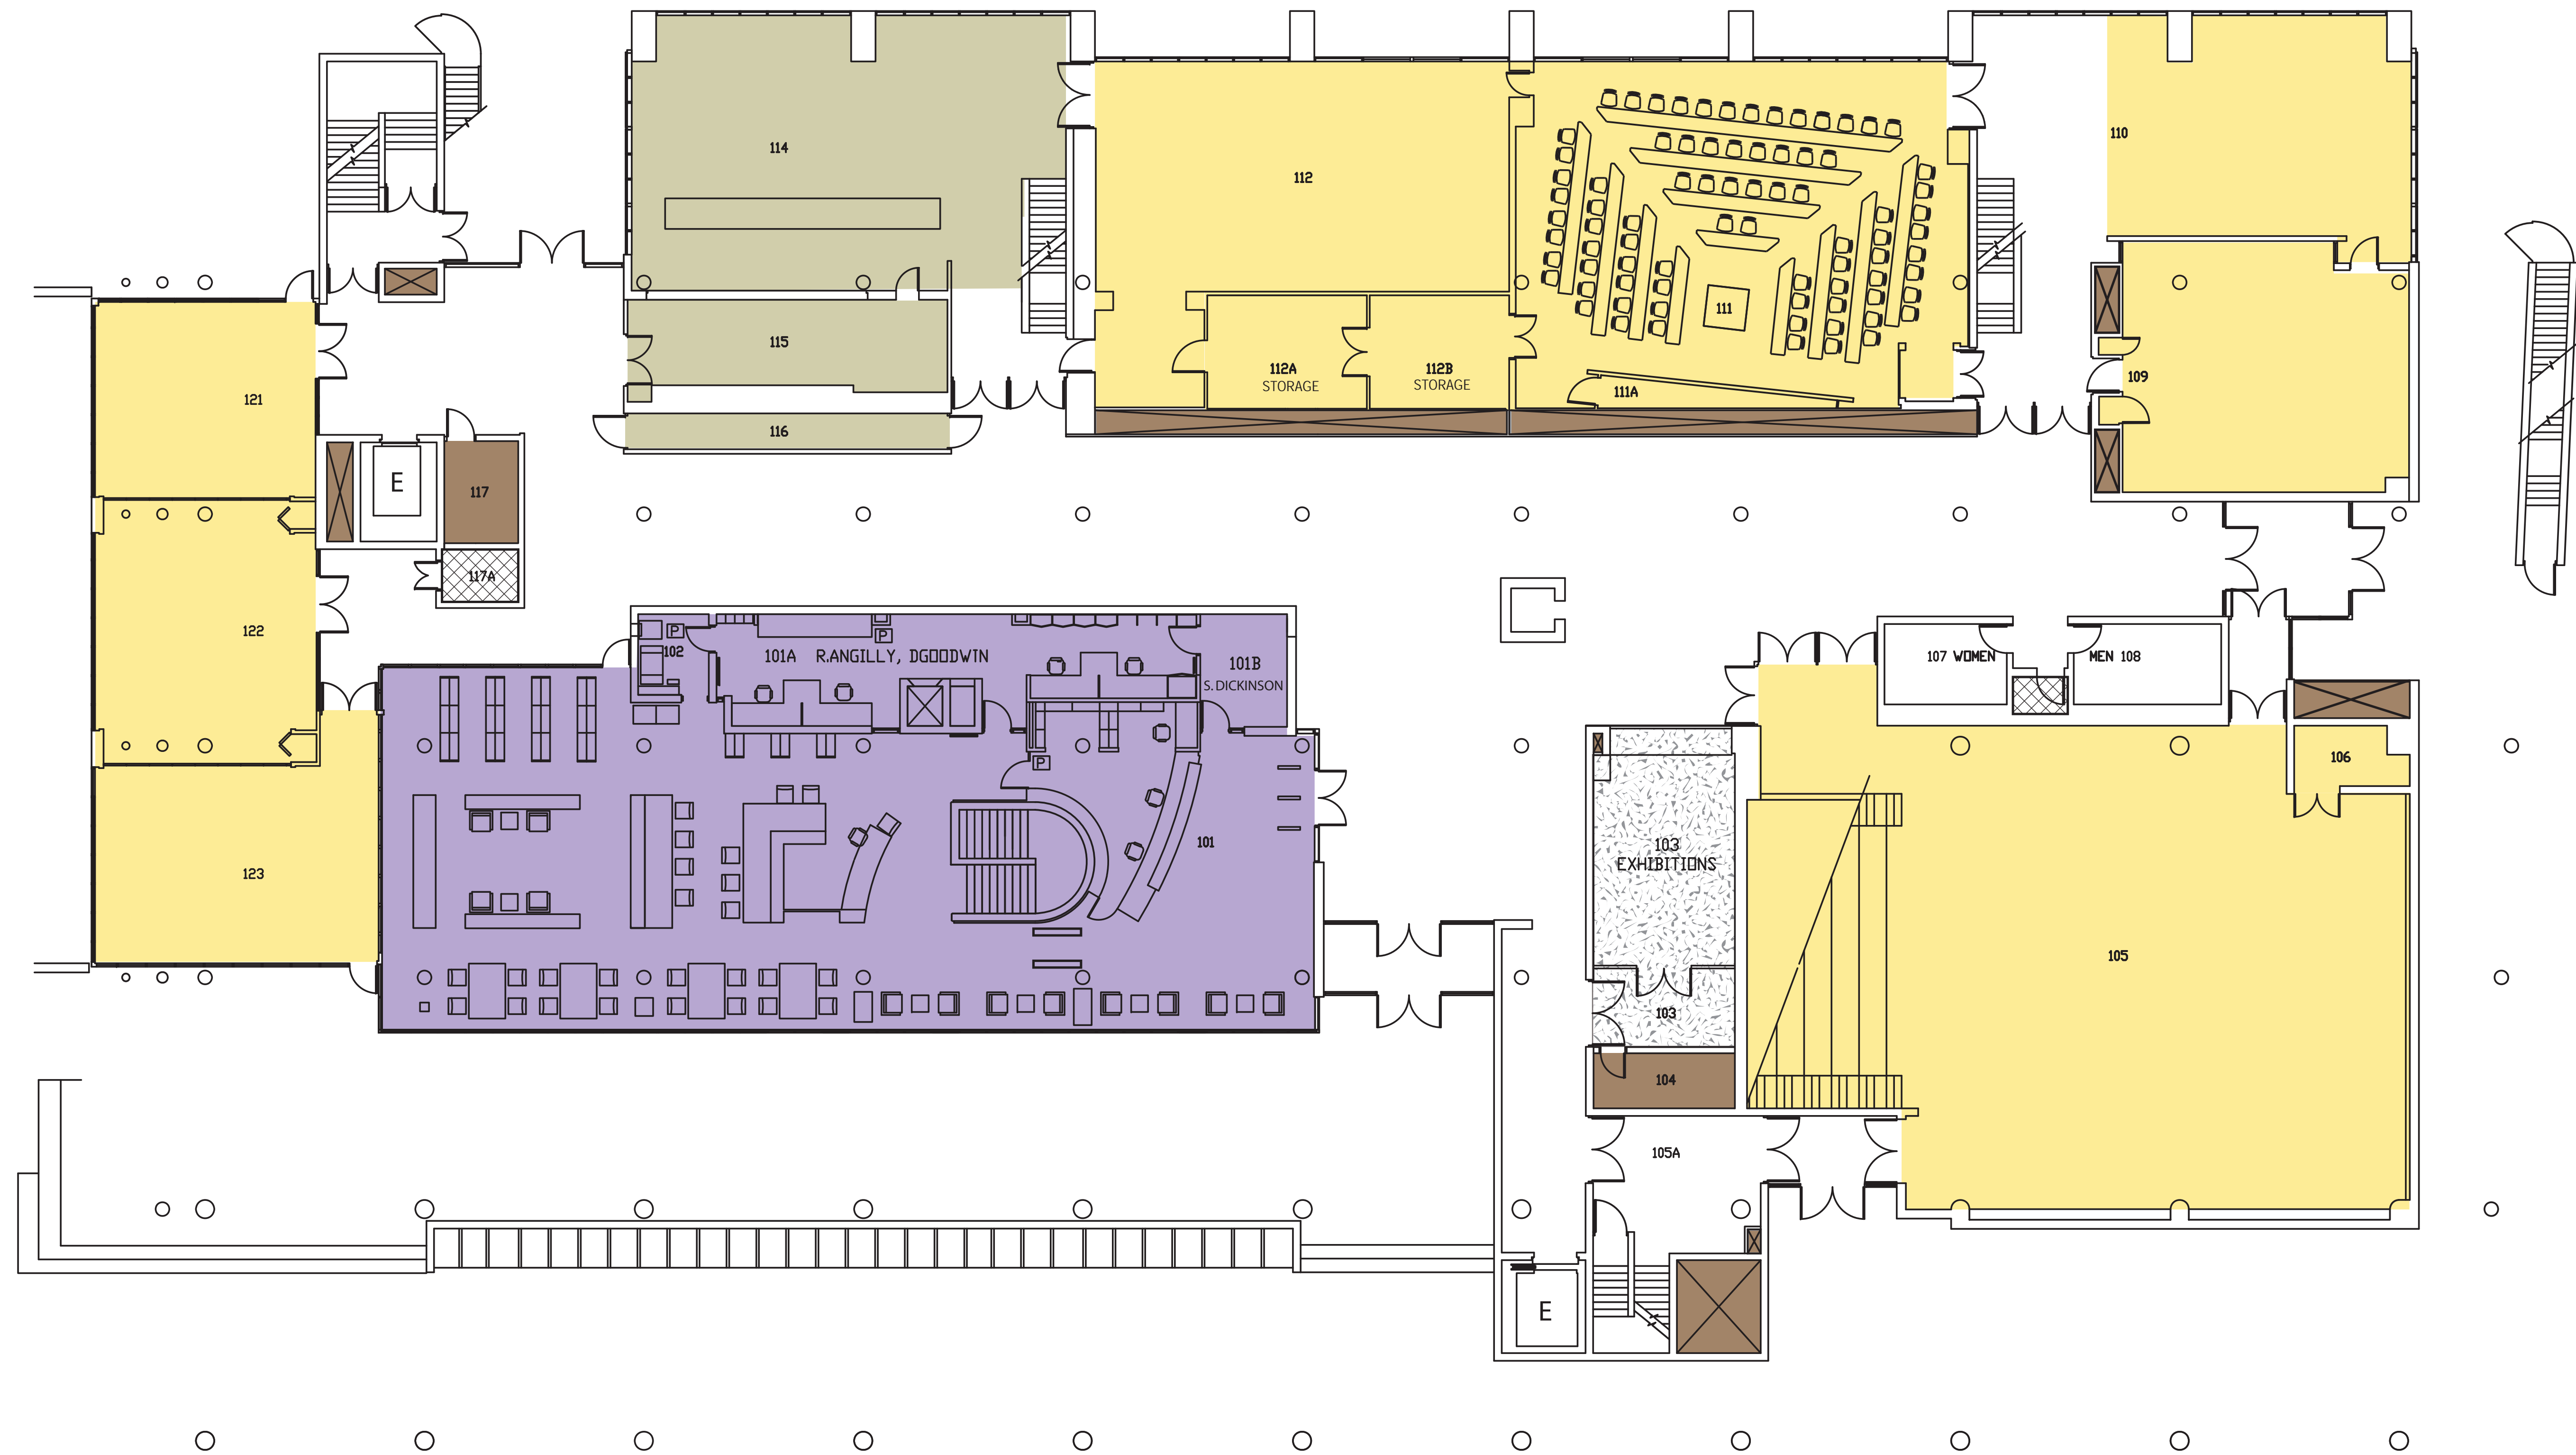 110
114
112
111
115
109
112A
STORAGE
112B
STORAGE
111A
121
116
E
117
117A
122
102
101A R.ANGILLY, DGOODWIN
101B
S.DICKINSON
P
P
P
107 WOMEN
MEN 108
106
101
103
EXHIBITIONS
123
105
103
104
105A
E